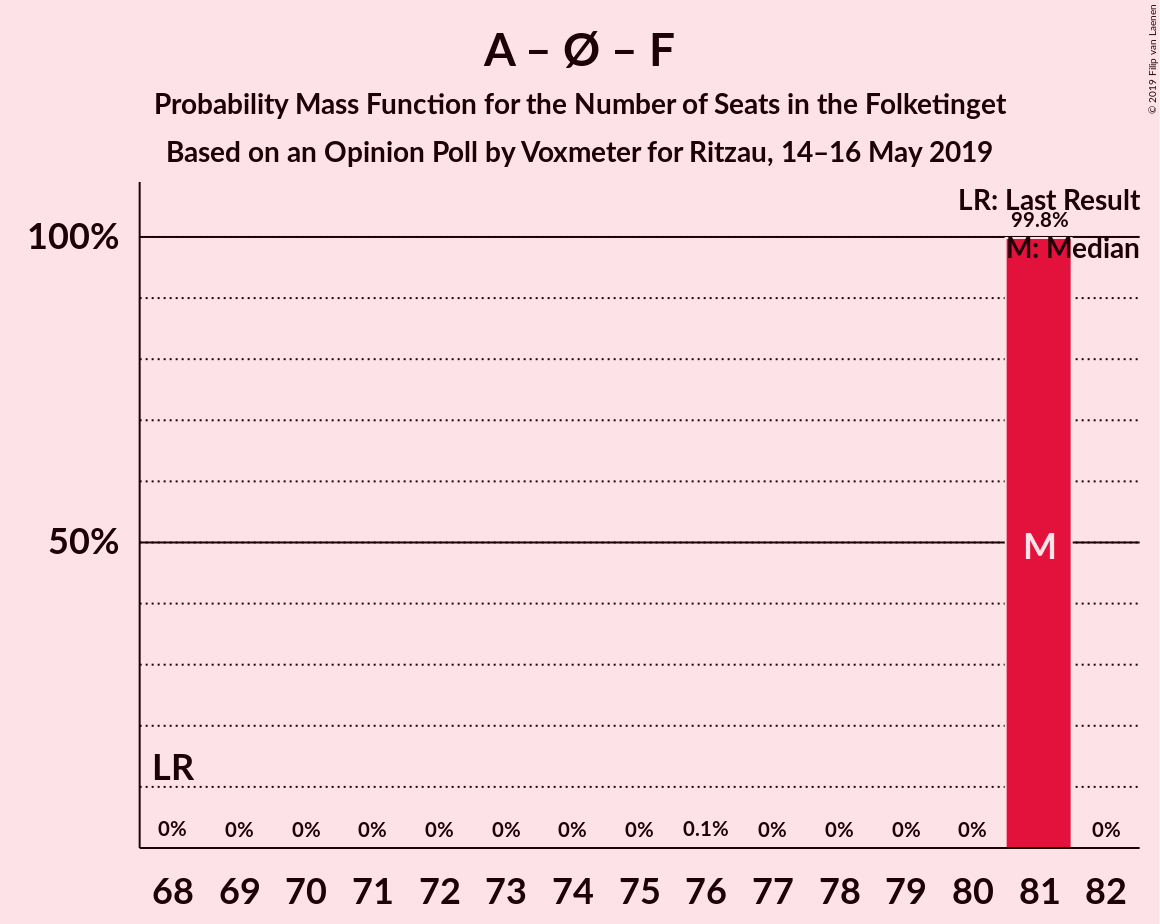 A – Ø – F
Probability Mass Function for the Number of Seats in the Folketinget
Based on an Opinion Poll by Voxmeter for Ritzau, 14–16 May 2019
© 2019 Filip van Laenen
LR: Last Result
99.8%
M: Median
100%
50%
M
LR
0% 0% 0% 0% 0% 0% 0% 0% 0.1% 0% 0% 0% 0% 0%
68 69 70 71 72 73 74 75 76 77 78 79 80 81 82